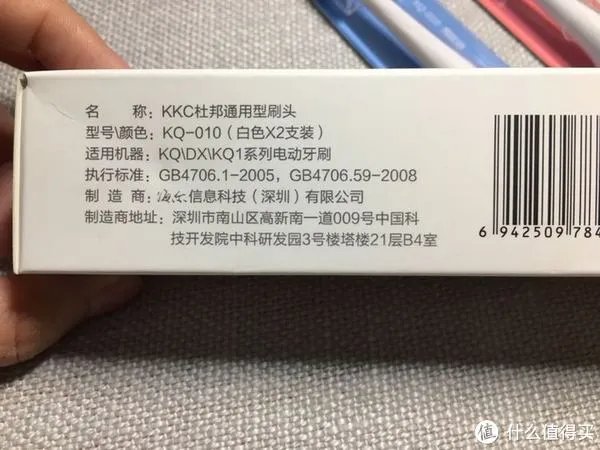 名 称: KKC杜邦通用型刷头
型号\颜色: KQ-010(白色X2支装)
适用机器: KQ\DX\KQ1系列电动牙刷
执行标准: GB4706.1-2005, GB4706.59-2008
制 造 商: 信息科技(深圳)有限公司
制造商地址: 深圳市南山区高新南一道009号中国科
技开发院中科研发园3号楼塔楼21层B4室
6 942509 784
值 什么值得买